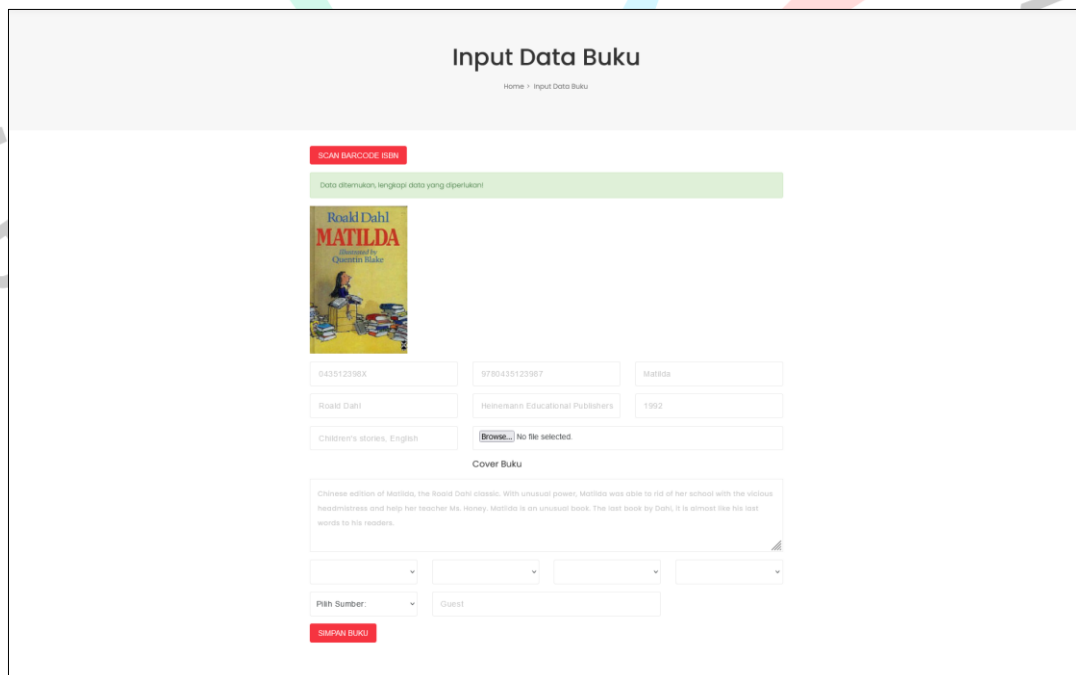 Input Data Buku
Home > Input Data Buku
SCAN BARCODE ISBN
Data ditemukan, lengkapi data yang diperlukan!
Roald Dahl
MATILDA
Illustrated by
Quentin Blake
043512398X 9780435123987 Matilda
Roald Dahl Heinemann Educational Publishers 1992
Children's stories, English Browse... No file selected.
Cover Buku
Chinese edition of Matilda, the Roald Dahl classic. With unusual power, Matilda was able to rid of her school with the vicious
headmistress and help her teacher Ms. Honey. Matilda is an unusual book. The last book by Dahl, it is almost like his last
words to his readers.
Pilih Sumber: Guest
SIMPAN BUKU